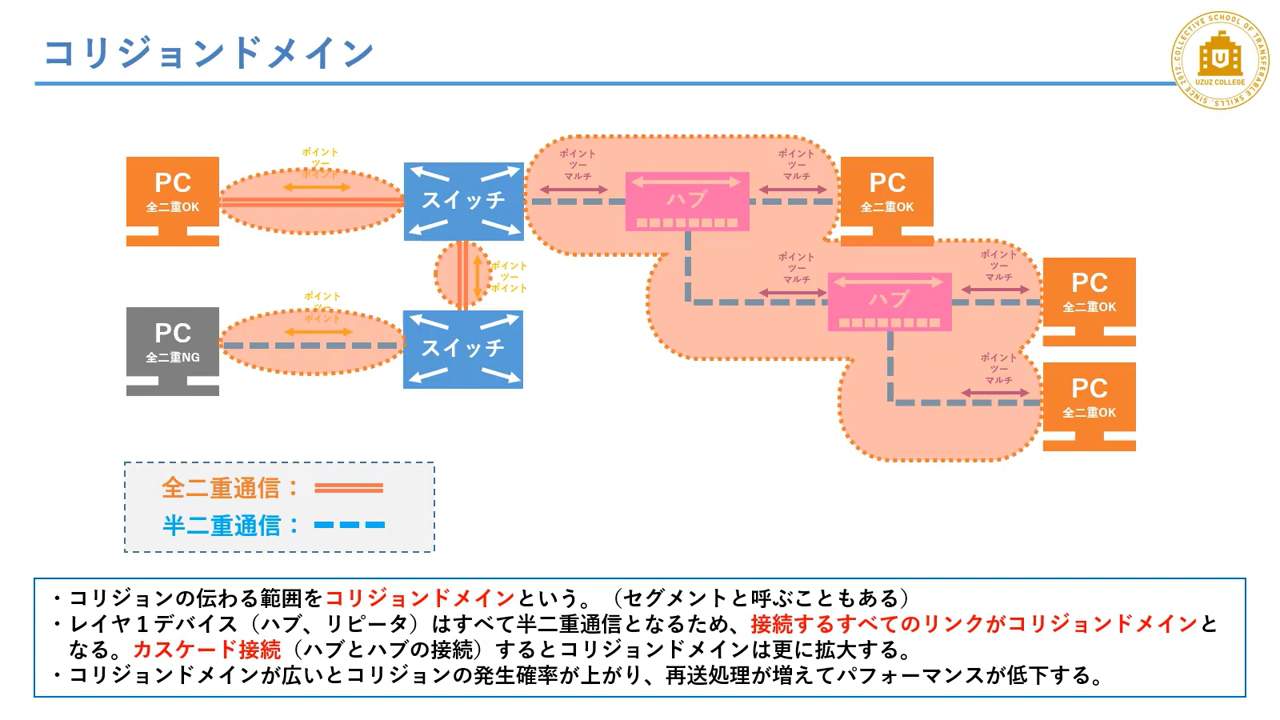 コリジョンドメイン
COLLECTIVE SCHOOL OF TRANSFERABLE SKILLS. SINCE 2012.
U
UZUZ COLLEGE
PC
全二重OK
ポイント
ツー
ポイント
スイッチ
ポイント
ツー
マルチ
ハブ
ポイント
ツー
マルチ
PC
全二重OK
ポイント
ツー
ポイント
ポイント
ツー
マルチ
ハブ
ポイント
ツー
マルチ
PC
全二重OK
PC
全二重NG
ポイント
ツー
ポイント
スイッチ
ポイント
ツー
マルチ
PC
全二重OK
全二重通信：
半二重通信：
・コリジョンの伝わる範囲をコリジョンドメインという。（セグメントと呼ぶこともある）
・レイヤ１デバイス（ハブ、リピータ）はすべて半二重通信となるため、接続するすべてのリンクがコリジョンドメインと
なる。カスケード接続（ハブとハブの接続）するとコリジョンドメインは更に拡大する。
・コリジョンドメインが広いとコリジョンの発生確率が上がり、再送処理が増えてパフォーマンスが低下する。